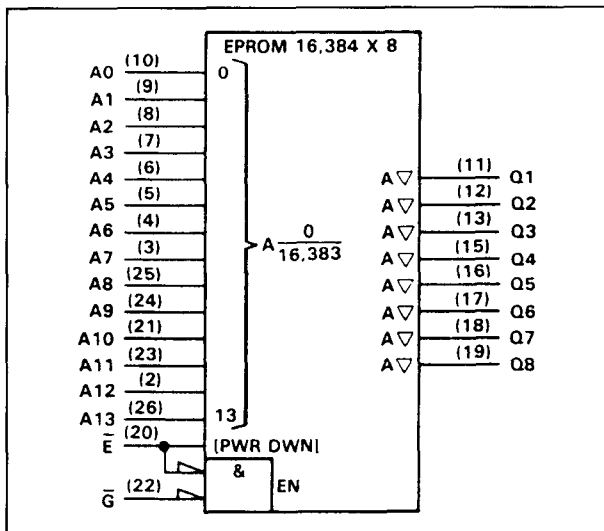 EPROM 16,384 X 8
A0 (10) 0
A1 (9)
A2 (8)
A3 (7)
A4 (6) A▽ (11) Q1
A5 (5) A▽ (12) Q2
A6 (4) A▽ (13) Q3
A7 (3) A 0/16,383 A▽ (15) Q4
A8 (25) A▽ (16) Q5
A9 (24) A▽ (17) Q6
A10 (21) A▽ (18) Q7
A11 (23) A▽ (19) Q8
A12 (2)
A13 (26) 13
E̅ (20) [PWR DWN]
& EN
G̅ (22)